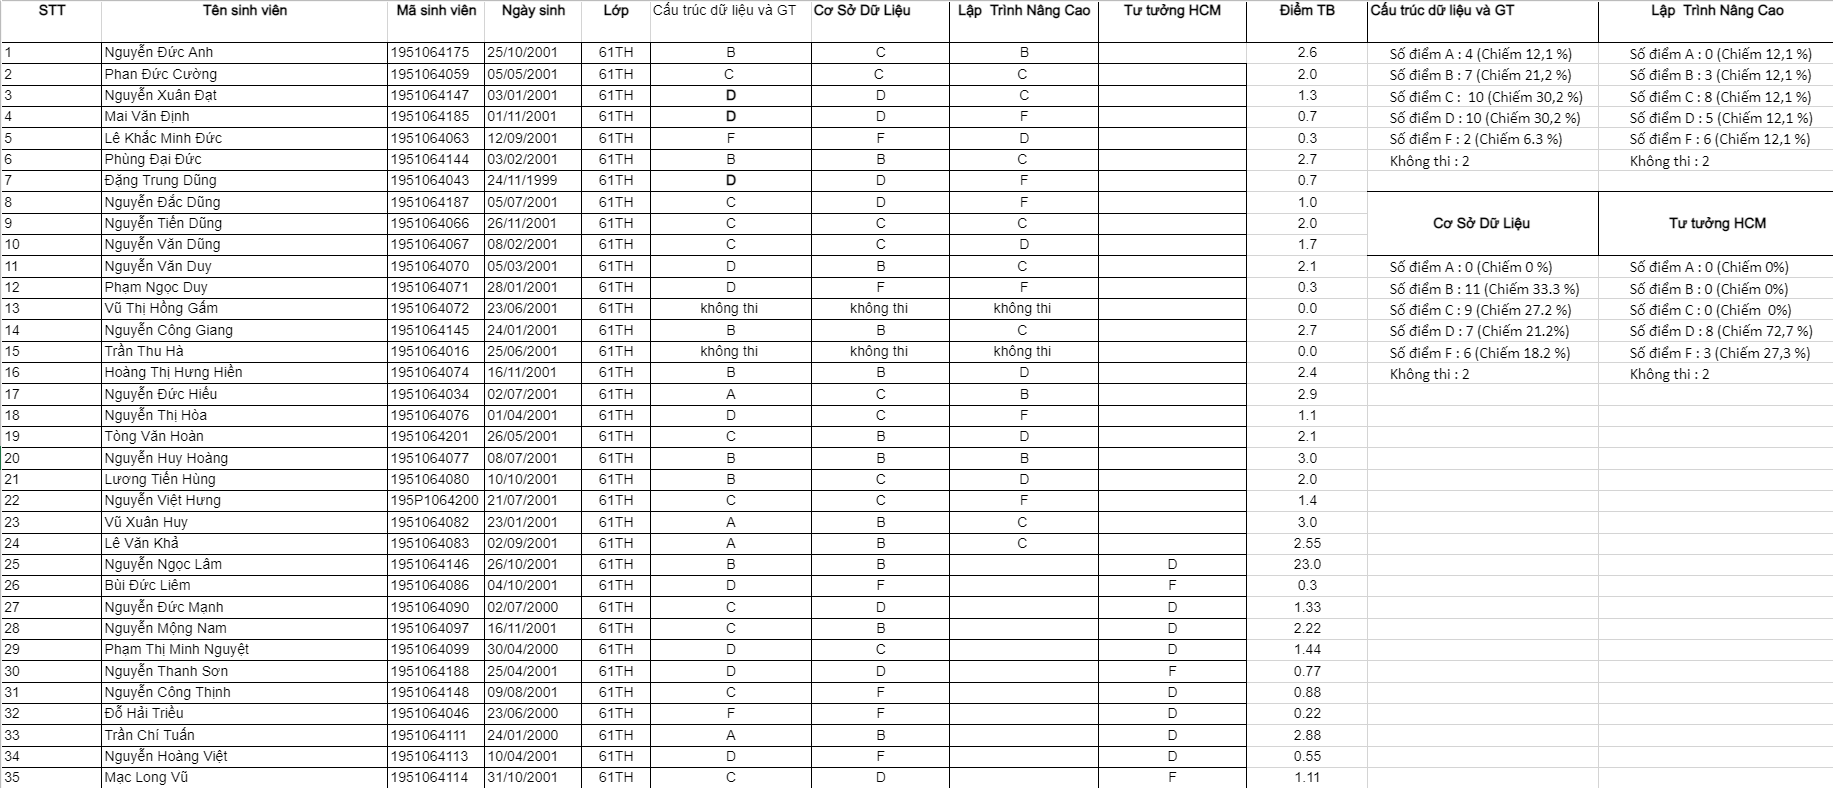 STT Tên sinh viên Mã sinh viên Ngày sinh Lớp Cấu trúc dữ liệu và GT Cơ Sở Dữ Liệu Lập Trình Nâng Cao Tư tưởng HCM Điểm TB Cấu trúc dữ liệu và GT Lập Trình Nâng Cao
1 Nguyễn Đức Anh 1951064175 25/10/2001 61TH B C B 2.6 Số điểm A : 4 (Chiếm 12,1 %) Số điểm A : 0 (Chiếm 12,1 %)
2 Phan Đức Cường 1951064059 05/05/2001 61TH C C C 2.0 Số điểm B : 7 (Chiếm 21,2 %) Số điểm B : 3 (Chiếm 12,1 %)
3 Nguyễn Xuân Đạt 1951064147 03/01/2001 61TH D D C 1.3 Số điểm C : 10 (Chiếm 30,2 %) Số điểm C : 8 (Chiếm 12,1 %)
4 Mai Văn Định 1951064185 01/11/2001 61TH D D F 0.7 Số điểm D : 10 (Chiếm 30,2 %) Số điểm D : 5 (Chiếm 12,1 %)
5 Lê Khắc Minh Đức 1951064063 12/09/2001 61TH F F D 0.3 Số điểm F : 2 (Chiếm 6.3 %) Số điểm F : 6 (Chiếm 12,1 %)
6 Phùng Đại Đức 1951064144 03/02/2001 61TH B B C 2.7 Không thi : 2 Không thi : 2
7 Đặng Trung Dũng 1951064043 24/11/1999 61TH D D F 0.7
8 Nguyễn Đắc Dũng 1951064187 05/07/2001 61TH C D F 1.0
9 Nguyễn Tiến Dũng 1951064066 26/11/2001 61TH C C C 2.0 Cơ Sở Dữ Liệu Tư tưởng HCM
10 Nguyễn Văn Dũng 1951064067 08/02/2001 61TH C C D 1.7
11 Nguyễn Văn Duy 1951064070 05/03/2001 61TH D B C 2.1 Số điểm A : 0 (Chiếm 0 %) Số điểm A : 0 (Chiếm 0%)
12 Phạm Ngọc Duy 1951064071 28/01/2001 61TH D F F 0.3 Số điểm B : 11 (Chiếm 33.3 %) Số điểm B : 0 (Chiếm 0%)
13 Vũ Thị Hồng Gấm 1951064072 23/06/2001 61TH không thi không thi không thi 0.0 Số điểm C : 9 (Chiếm 27.2 %) Số điểm C : 0 (Chiếm 0%)
14 Nguyễn Công Giang 1951064145 24/01/2001 61TH B B C 2.7 Số điểm D : 7 (Chiếm 21.2%) Số điểm D : 8 (Chiếm 72,7 %)
15 Trần Thu Hà 1951064016 25/06/2001 61TH không thi không thi không thi 0.0 Số điểm F : 6 (Chiếm 18.2 %) Số điểm F : 3 (Chiếm 27,3 %)
16 Hoàng Thị Hưng Hiền 1951064074 16/11/2001 61TH B B D 2.4 Không thi : 2 Không thi : 2
17 Nguyễn Đức Hiếu 1951064034 02/07/2001 61TH A C B 2.9
18 Nguyễn Thị Hòa 1951064076 01/04/2001 61TH D C F 1.1
19 Tòng Văn Hoàn 1951064201 26/05/2001 61TH C B D 2.1
20 Nguyễn Huy Hoàng 1951064077 08/07/2001 61TH B B B 3.0
21 Lương Tiến Hùng 1951064080 10/10/2001 61TH B C D 2.0
22 Nguyễn Việt Hưng 195P1064200 21/07/2001 61TH C C F 1.4
23 Vũ Xuân Huy 1951064082 23/01/2001 61TH A B C 3.0
24 Lê Văn Khả 1951064083 02/09/2001 61TH A B C 2.55
25 Nguyễn Ngọc Lâm 1951064146 26/10/2001 61TH B B D 23.0
26 Bùi Đức Liêm 1951064086 04/10/2001 61TH D F F 0.3
27 Nguyễn Đức Mạnh 1951064090 02/07/2000 61TH C D D 1.33
28 Nguyễn Mộng Nam 1951064097 16/11/2001 61TH C B D 2.22
29 Phạm Thị Minh Nguyệt 1951064099 30/04/2000 61TH D C D 1.44
30 Nguyễn Thanh Sơn 1951064188 25/04/2001 61TH D D F 0.77
31 Nguyễn Công Thịnh 1951064148 09/08/2001 61TH C F D 0.88
32 Đỗ Hải Triều 1951064046 23/06/2000 61TH F F D 0.22
33 Trần Chí Tuấn 1951064111 24/01/2000 61TH A B D 2.88
34 Nguyễn Hoàng Việt 1951064113 10/04/2001 61TH D F D 0.55
35 Mạc Long Vũ 1951064114 31/10/2001 61TH C D F 1.11